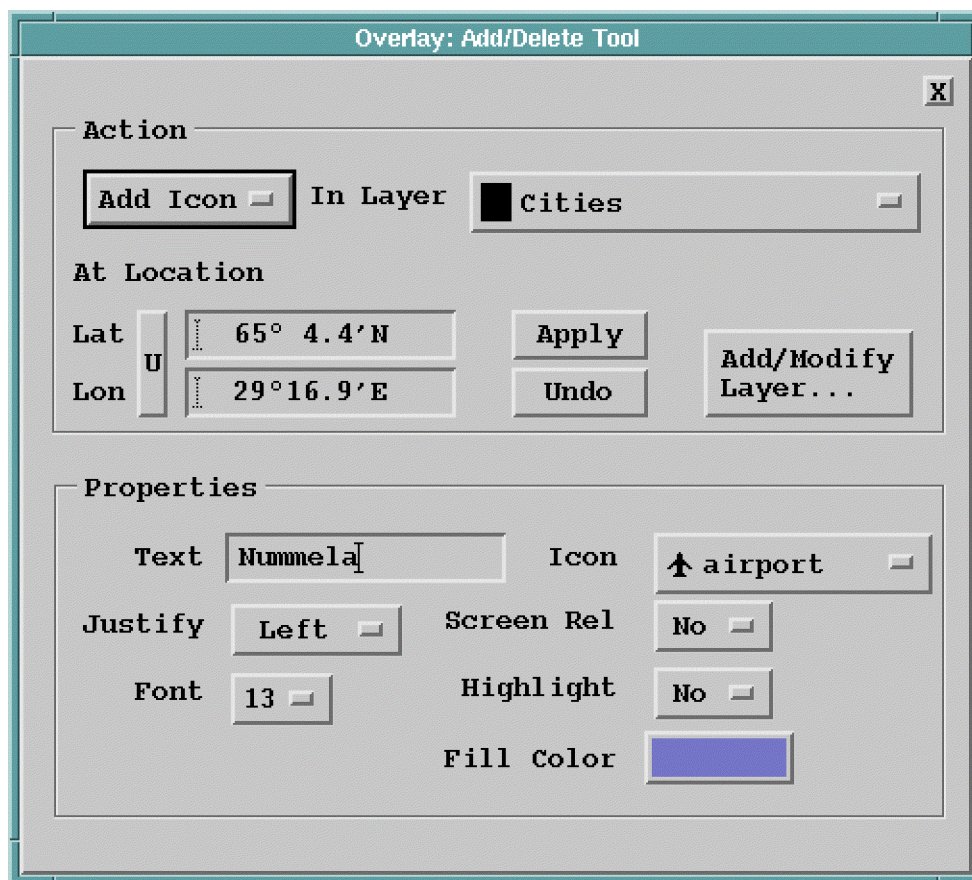 Overlay: Add/Delete Tool
X
Action
Add Icon In Layer Cities
At Location
Lat 65° 4.4'N Apply
U
Add/Modify
Layer...
Lon 29°16.9'E Undo
Properties
Text Nummela Icon airport
Justify Left Screen Rel No
Font 13 Highlight No
Fill Color